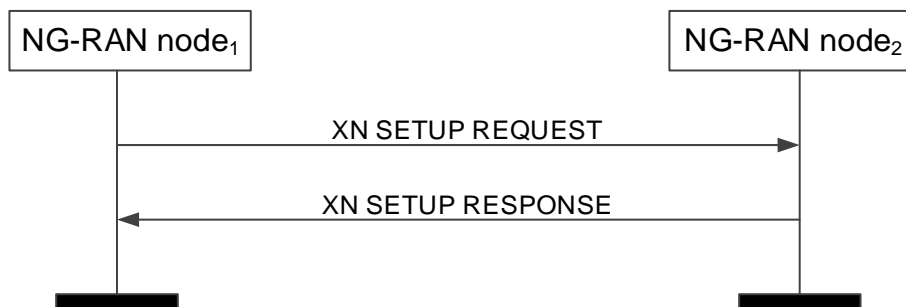 NG-RAN node₁
NG-RAN node₂
XN SETUP REQUEST
XN SETUP RESPONSE